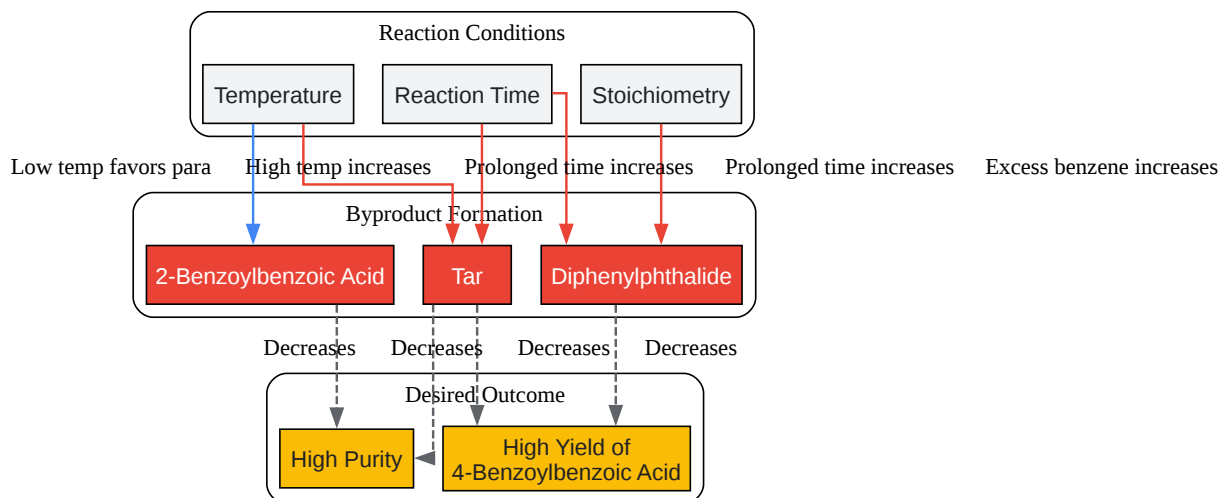 Reaction Conditions
Temperature
Reaction Time
Stoichiometry
Low temp favors para
High temp increases
Prolonged time increases
Prolonged time increases
Excess benzene increases
Byproduct Formation
2-Benzoylbenzoic Acid
Tar
Diphenylphthalide
Decreases
Decreases
Decreases
Decreases
Desired Outcome
High Purity
High Yield of
4-Benzoylbenzoic Acid